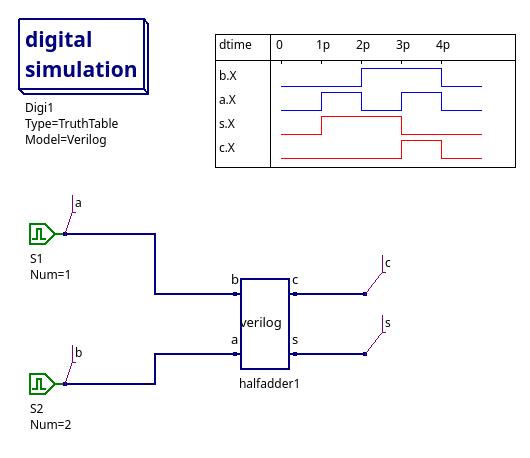 digital
simulation
Digi1
Type=TruthTable
Model=Verilog
dtime 0 1p 2p 3p 4p
b.X
a.X
s.X
c.X
a
S1
Num=1
b
S2
Num=2
b c
verilog
a s
halfadder1
c
s